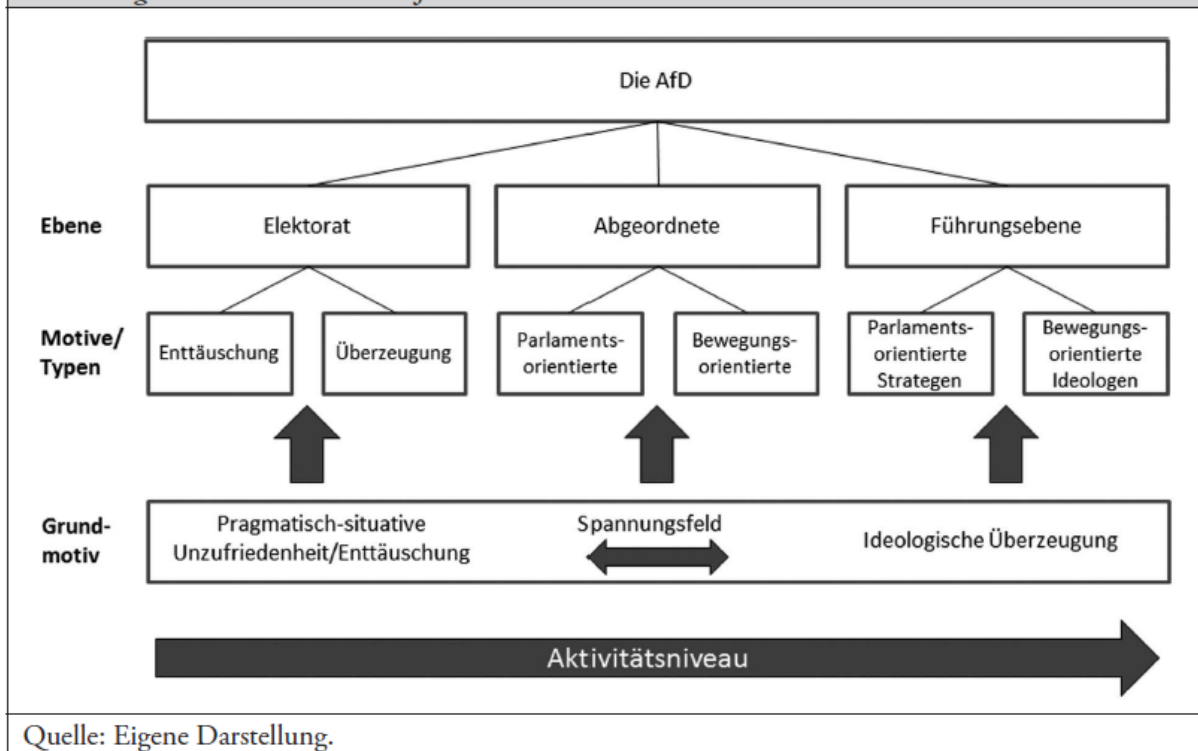 Die AfD
Ebene
Elektorat
Abgeordnete
Führungsebene
Motive/
Typen
Enttäuschung
Überzeugung
Parlaments-
orientierte
Bewegungs-
orientierte
Parlaments-
orientierte
Strategen
Bewegungs-
orientierte
Ideologen
Grund-
motiv
Pragmatisch-situative
Unzufriedenheit/Enttäuschung
Spannungsfeld
Ideologische Überzeugung
Aktivitätsniveau
Quelle: Eigene Darstellung.